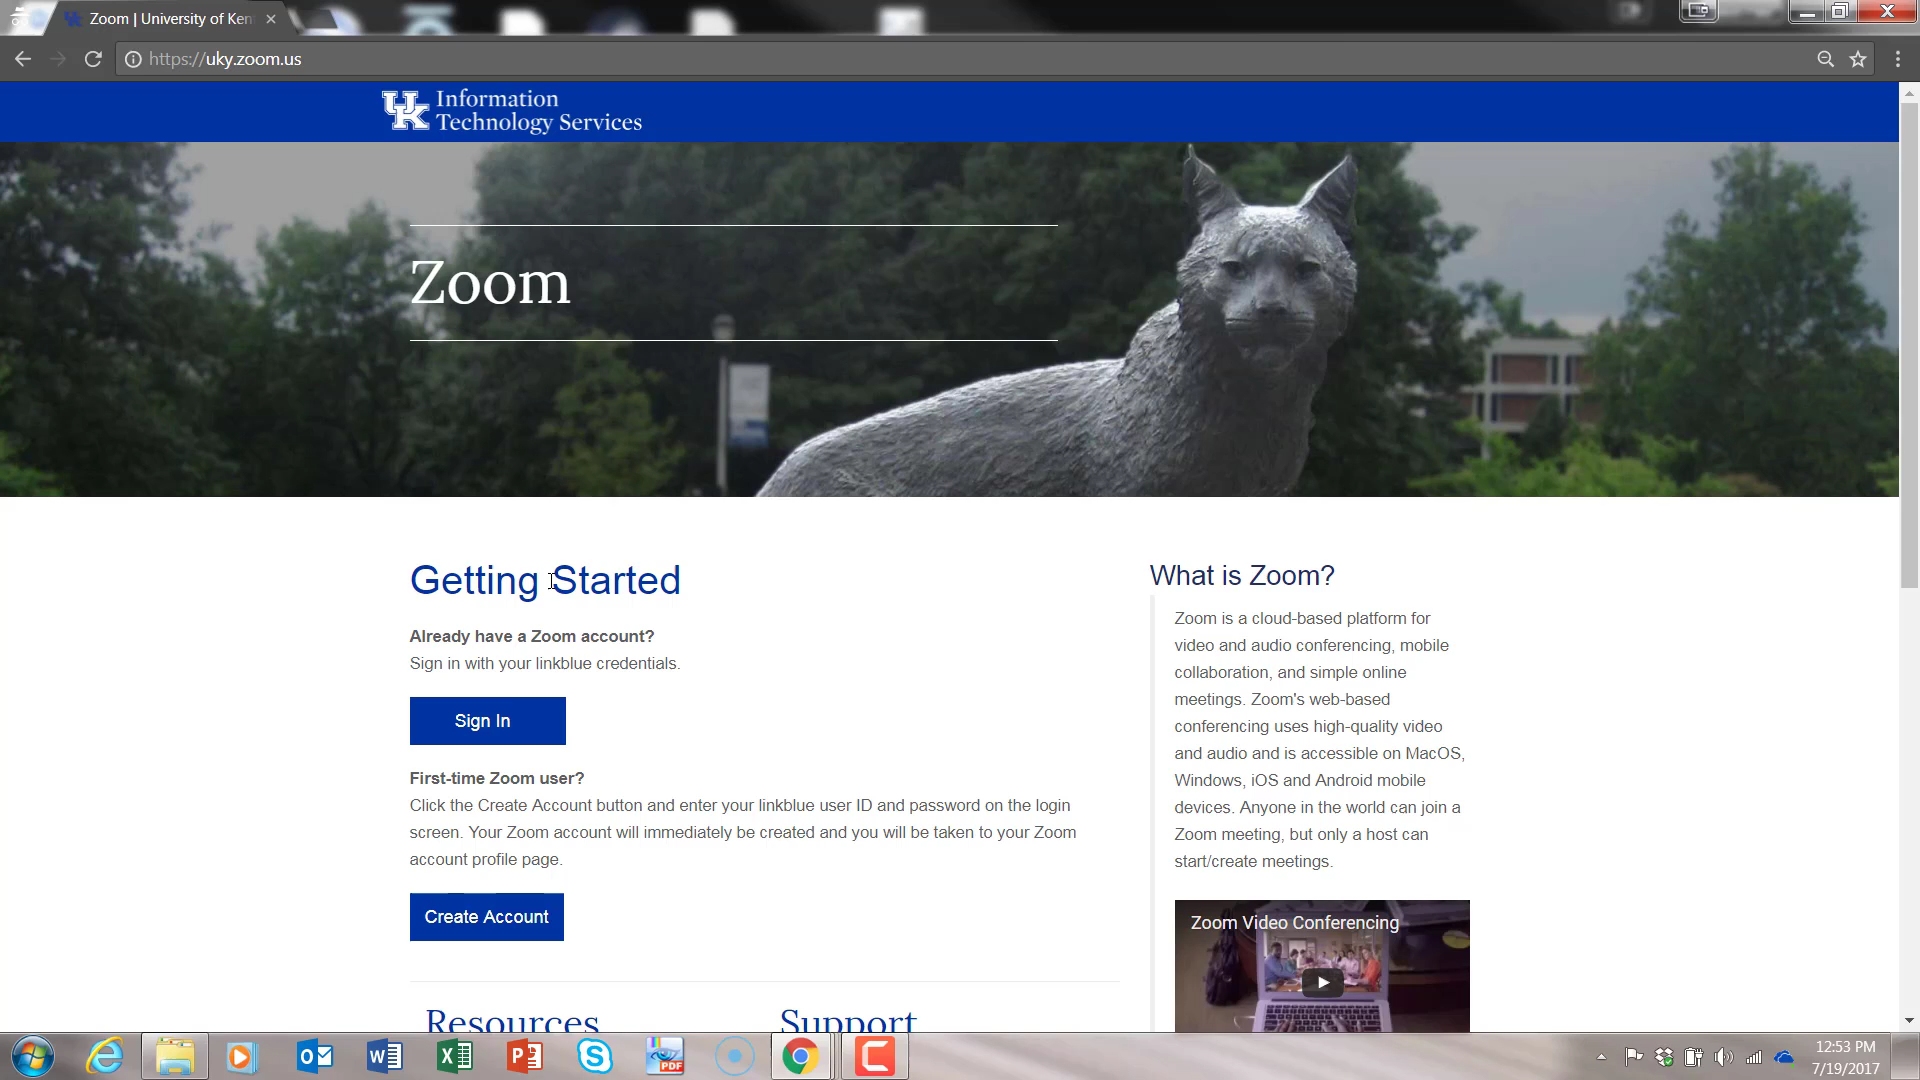 Zoom | University of Ken
https://uky.zoom.us
UK Information
Technology Services
Zoom
Getting Started
Already have a Zoom account?
Sign in with your linkblue credentials.
Sign In
First-time Zoom user?
Click the Create Account button and enter your linkblue user ID and password on the login
screen. Your Zoom account will immediately be created and you will be taken to your Zoom
account profile page.
Create Account
Resources
Support
What is Zoom?
Zoom is a cloud-based platform for
video and audio conferencing, mobile
collaboration, and simple online
meetings. Zoom's web-based
conferencing uses high-quality video
and audio and is accessible on MacOS,
Windows, iOS and Android mobile
devices. Anyone in the world can join a
Zoom meeting, but only a host can
start/create meetings.
Zoom Video Conferencing
PDF
12:53 PM
7/19/2017